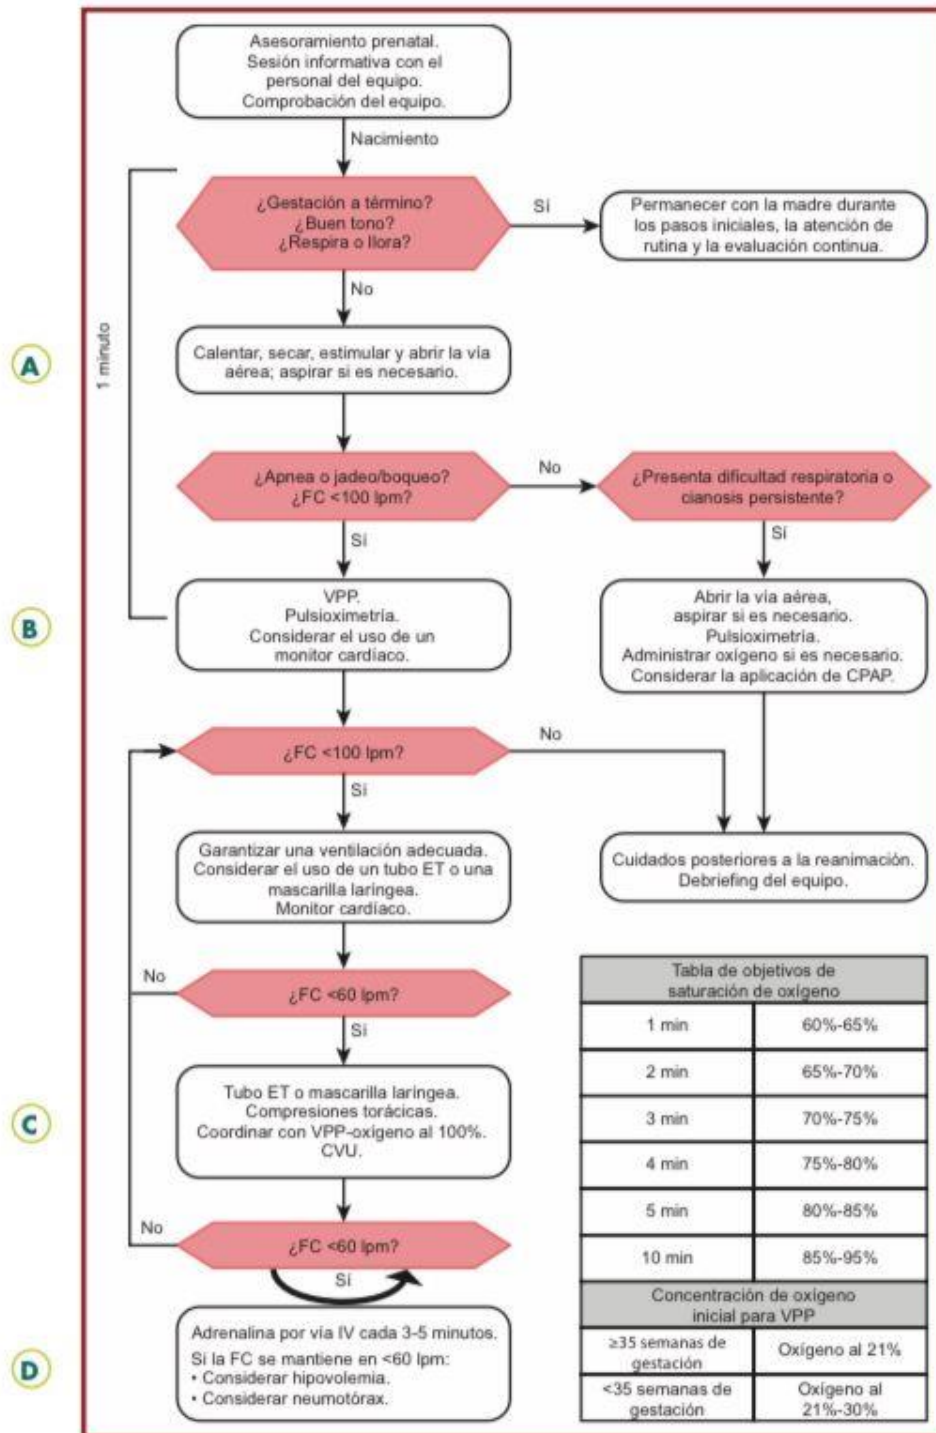 Asesoramiento prenatal.
Sesión informativa con el
personal del equipo.
Comprobación del equipo.
Nacimiento
¿Gestación a término?
¿Buen tono?
¿Respira o llora?
Sí
Permanecer con la madre durante
los pasos iniciales, la atención de
rutina y la evaluación continua.
No
1 minuto
A
Calentar, secar, estimular y abrir la vía
aérea; aspirar si es necesario.
¿Apnea o jadeo/boqueo?
¿FC <100 lpm?
No
¿Presenta dificultad respiratoria o
cianosis persistente?
Sí
Sí
B
VPP.
Pulsioximetría.
Considerar el uso de un
monitor cardíaco.
Abrir la vía aérea,
aspirar si es necesario.
Pulsioximetría.
Administrar oxígeno si es necesario.
Considerar la aplicación de CPAP.
¿FC <100 lpm?
No
Sí
Garantizar una ventilación adecuada.
Considerar el uso de un tubo ET o una
mascarilla laríngea.
Monitor cardíaco.
Cuidados posteriores a la reanimación.
Debriefing del equipo.
No
¿FC <60 lpm?
Sí
C
Tubo ET o mascarilla laríngea.
Compresiones torácicas.
Coordinar con VPP-oxígeno al 100%.
CVU.
No
¿FC <60 lpm?
Sí
D
Adrenalina por vía IV cada 3-5 minutos.
Si la FC se mantiene en <60 lpm:
• Considerar hipovolemia.
• Considerar neumotórax.
Tabla de objetivos de
saturación de oxígeno
1 min 60%-65%
2 min 65%-70%
3 min 70%-75%
4 min 75%-80%
5 min 80%-85%
10 min 85%-95%
Concentración de oxígeno
inicial para VPP
≥35 semanas de
gestación
Oxígeno al 21%
<35 semanas de
gestación
Oxígeno al
21%-30%